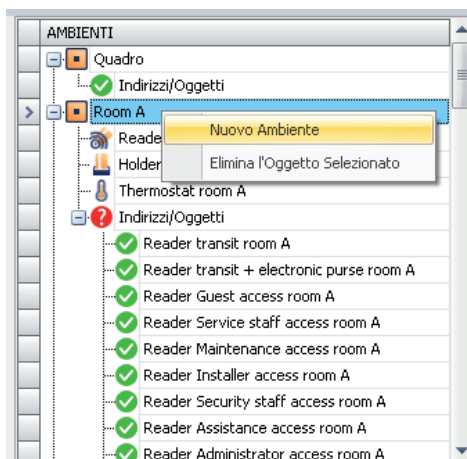 AMBIENTI
Quadro
Indirizzi/Oggetti
Room A
Nuovo Ambiente
Reade
Holder
Elimina l'Oggetto Selezionato
Thermostat room A
Indirizzi/Oggetti
Reader transit room A
Reader transit + electronic purse room A
Reader Guest access room A
Reader Service staff access room A
Reader Maintenance access room A
Reader Installer access room A
Reader Security staff access room A
Reader Assistance access room A
Reader Administrator access room A